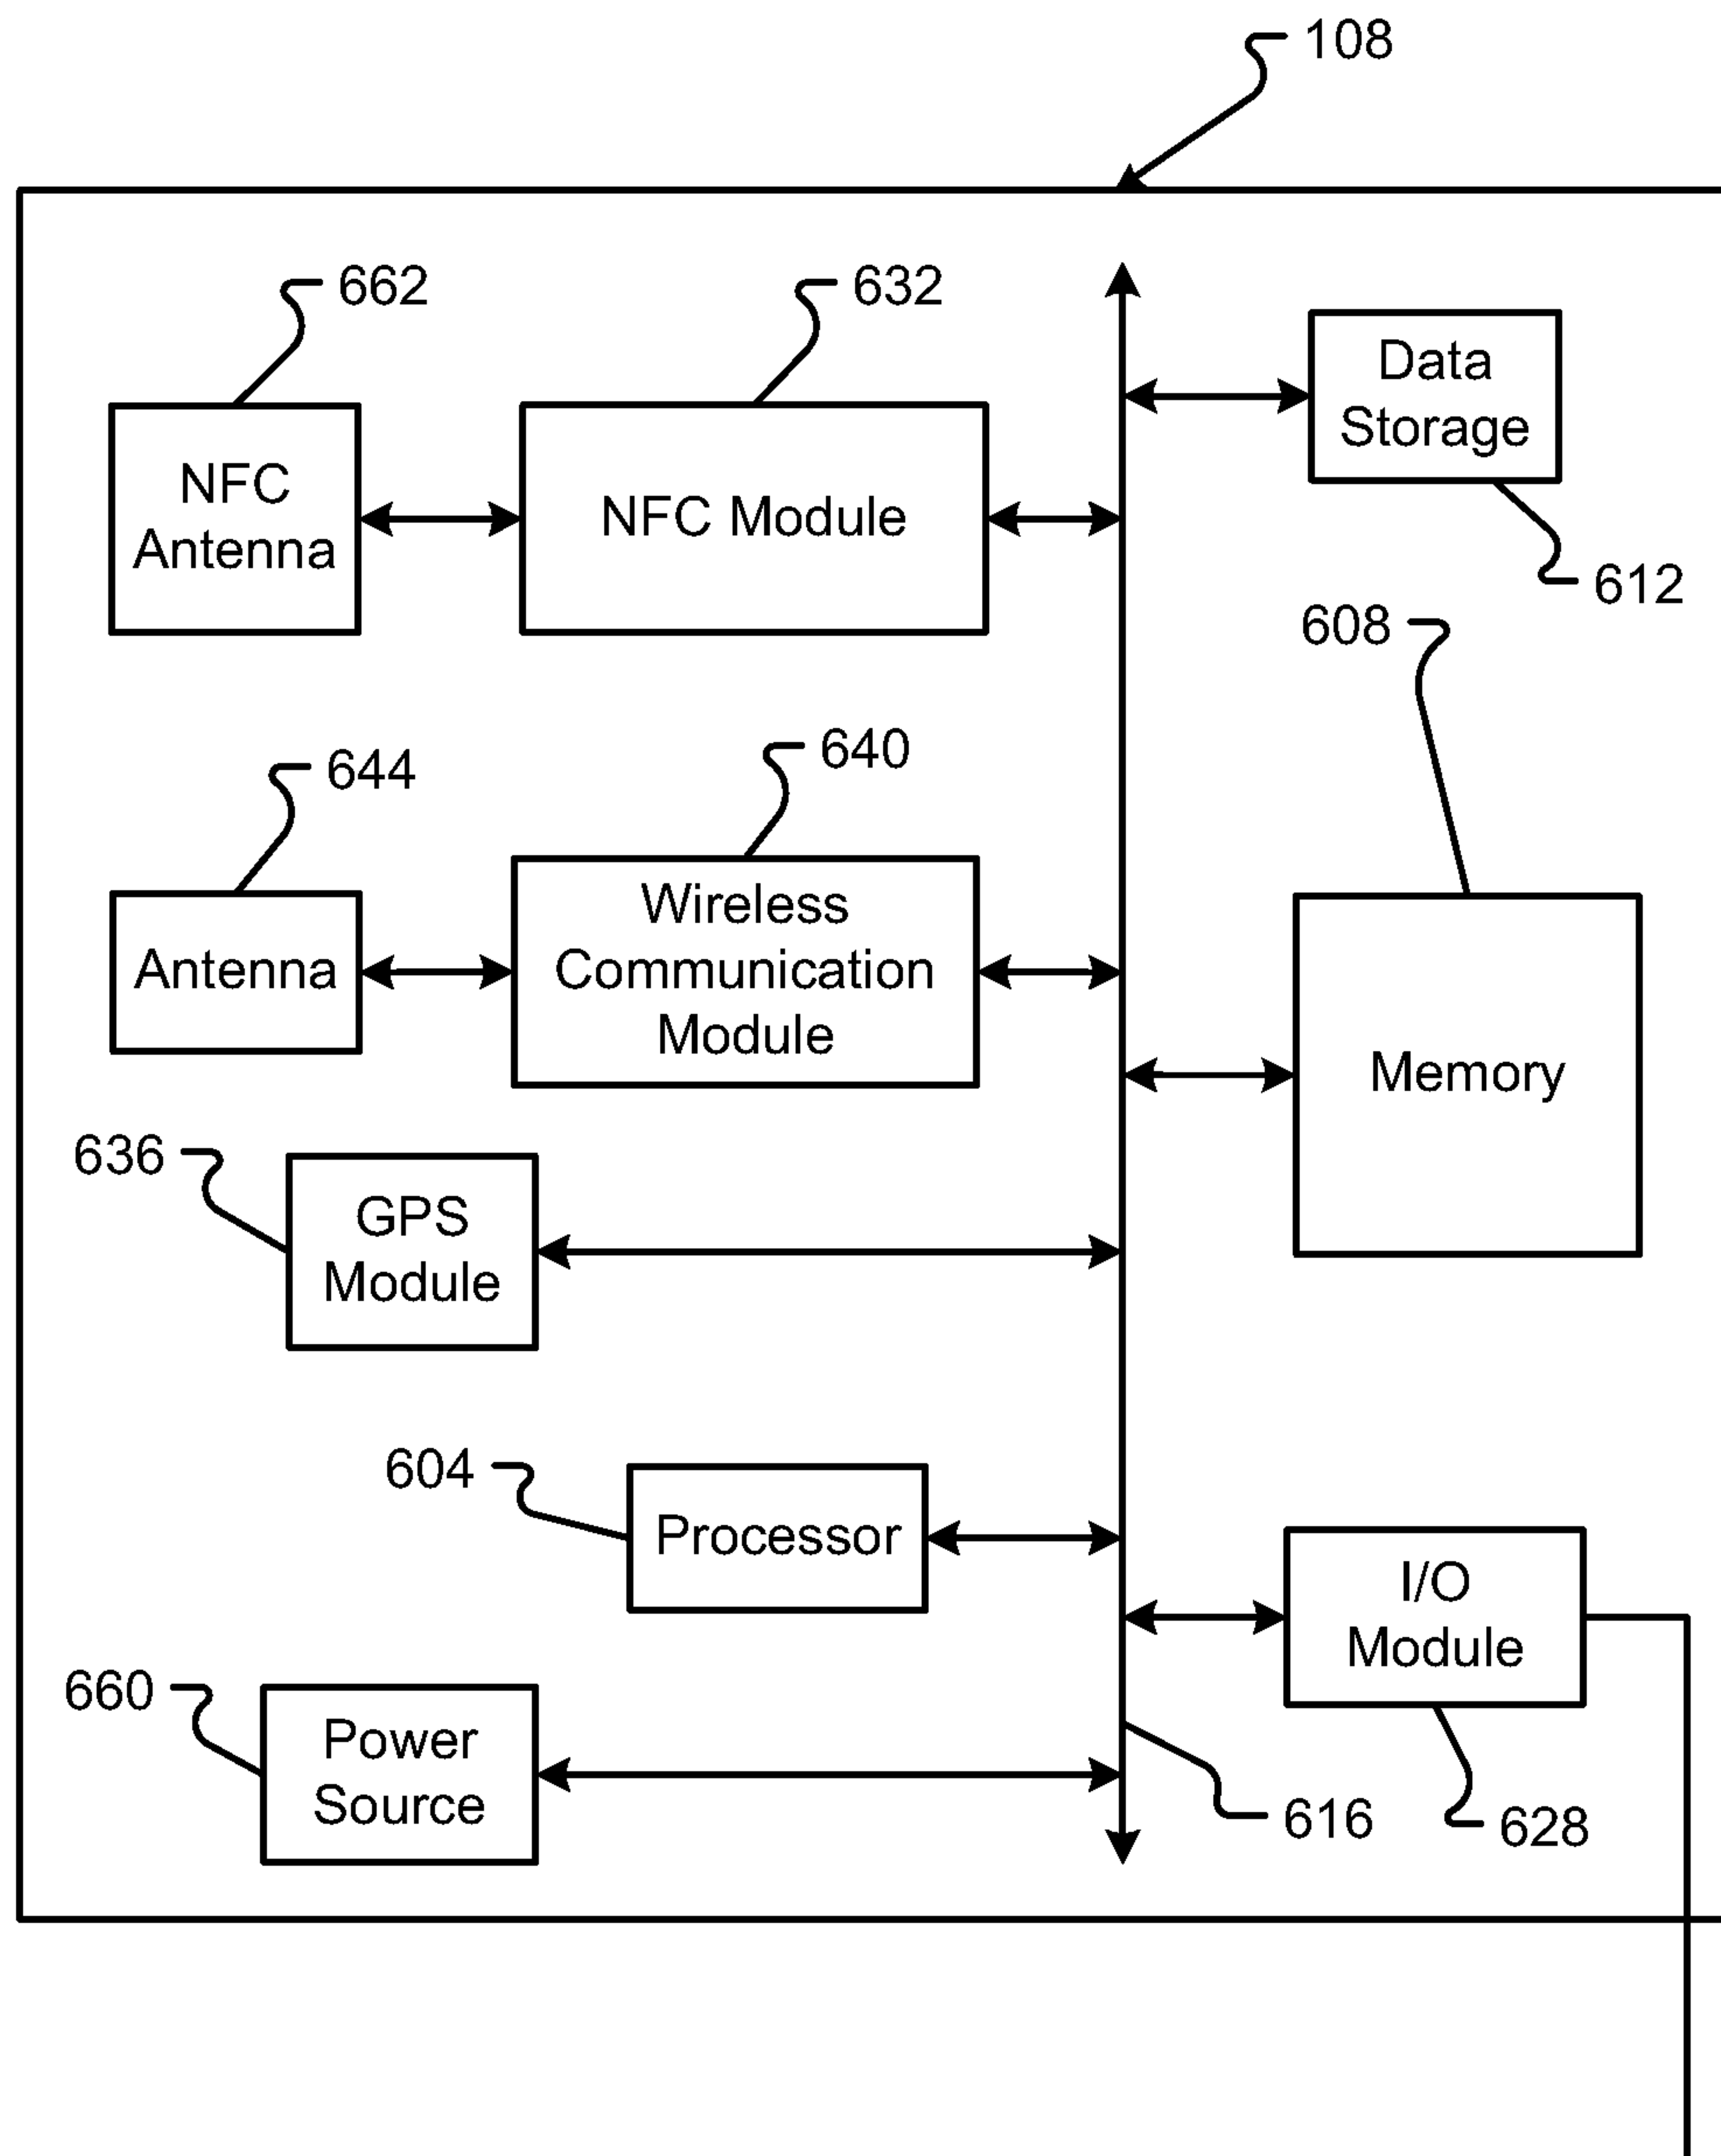 108
662
632
Data
Storage
NFC
Antenna
NFC Module
612
608
644
640
Wireless
Communication
Module
Antenna
Memory
636
GPS
Module
604
Processor
I/O
Module
660
Power
Source
616
628